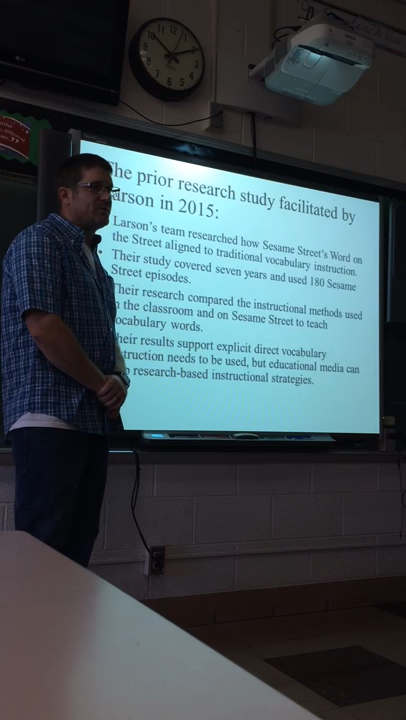 he prior research study facilitated by
arson in 2015:
Larson's team researched how Sesame Street's Word on
the Street aligned to traditional vocabulary instruction.
Their study covered seven years and used 180 Sesame
Street episodes.
Their research compared the instructional methods used
n the classroom and on Sesame Street to teach
ocabulary words.
heir results support explicit direct vocabulary
struction needs to be used, but educational media can
p research-based instructional strategies.